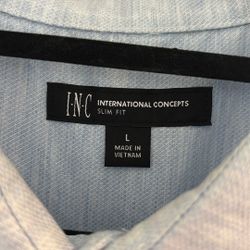 I·N·C INTERNATIONAL CONCEPTS
SLIM FIT
L
MADE IN
VIETNAM